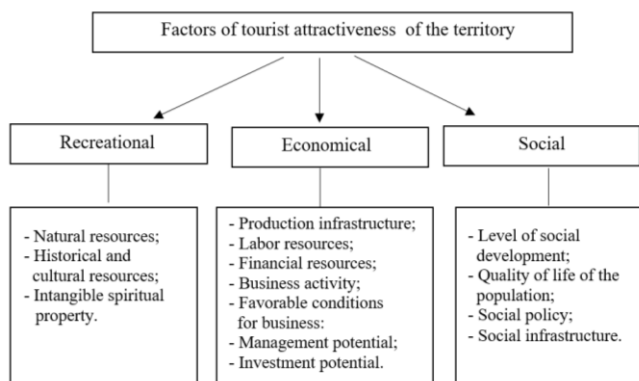 Factors of tourist attractiveness of the territory
Recreational
Economical
Social
- Natural resources;
- Historical and
cultural resources;
- Intangible spiritual
property.
- Production infrastructure;
- Labor resources;
- Financial resources;
- Business activity;
- Favorable conditions
for business:
- Management potential;
- Investment potential.
- Level of social
development;
- Quality of life of the
population;
- Social policy;
- Social infrastructure.